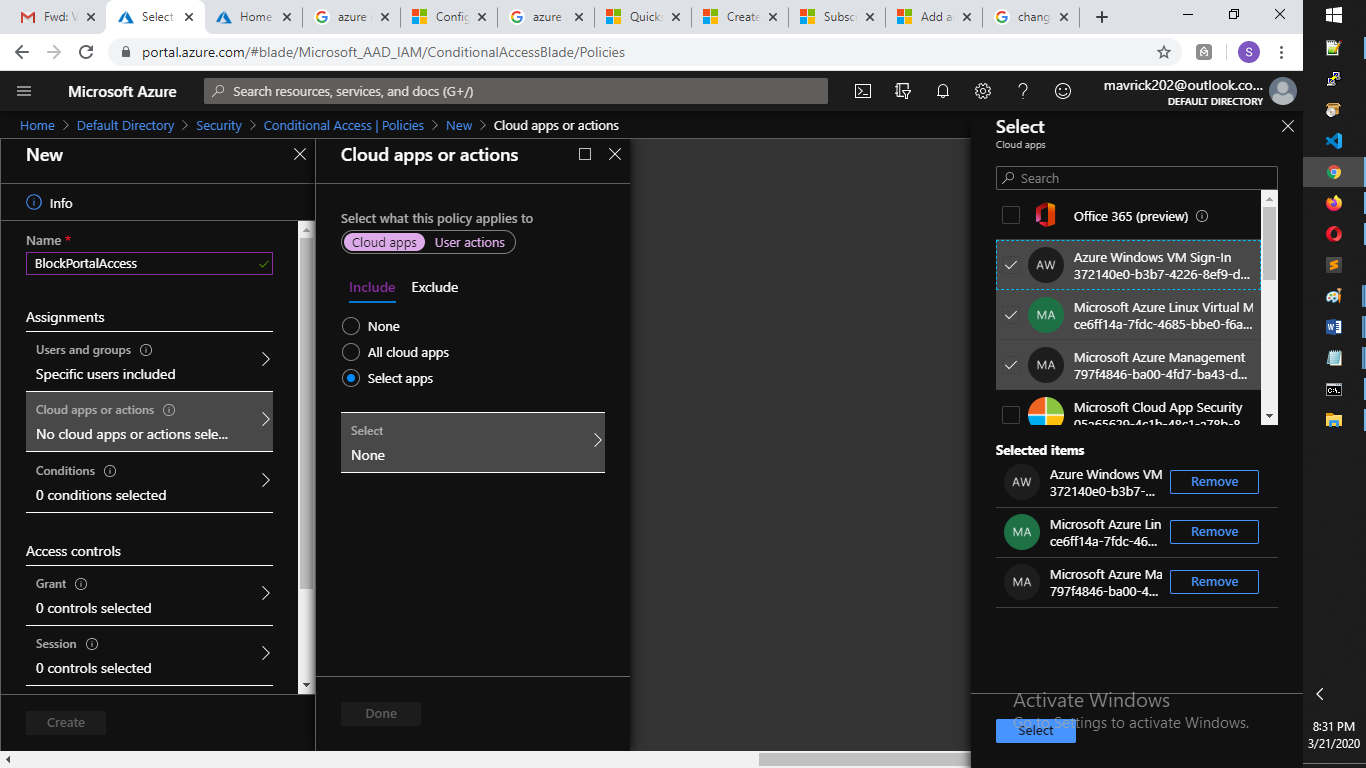 Fwd: V
Select
Home
azure
Config
azure
Quicks
Create
Subsc
Add a
chang
portal.azure.com/#blade/Microsoft_AAD_IAM/ConditionalAccessBlade/Policies
S
Microsoft Azure
Search resources, services, and docs (G+/)
mavrick202@outlook.co...
DEFAULT DIRECTORY
Home > Default Directory > Security > Conditional Access | Policies > New > Cloud apps or actions
New
Info
Name *
BlockPortalAccess
Assignments
Users and groups
Specific users included
Cloud apps or actions
No cloud apps or actions sele...
Conditions
0 conditions selected
Access controls
Grant
0 controls selected
Session
0 controls selected
Create
Cloud apps or actions
Select what this policy applies to
Cloud apps User actions
Include Exclude
None
All cloud apps
Select apps
Select
None
Done
Select
Cloud apps
Search
Office 365 (preview)
AW
Azure Windows VM Sign-In
372140e0-b3b7-4226-8ef9-d...
MA
Microsoft Azure Linux Virtual M
ce6ff14a-7fdc-4685-bbe0-f6a...
MA
Microsoft Azure Management
797f4846-ba00-4fd7-ba43-d...
Microsoft Cloud App Security
05a65629-4c1b-48c1-a78b-8
Selected items
AW
Azure Windows VM
372140e0-b3b7-...
Remove
MA
Microsoft Azure Lin
ce6ff14a-7fdc-46...
Remove
MA
Microsoft Azure Ma
797f4846-ba00-4...
Remove
Activate Windows
Go to Settings to activate Windows.
Select
8:31 PM
3/21/2020